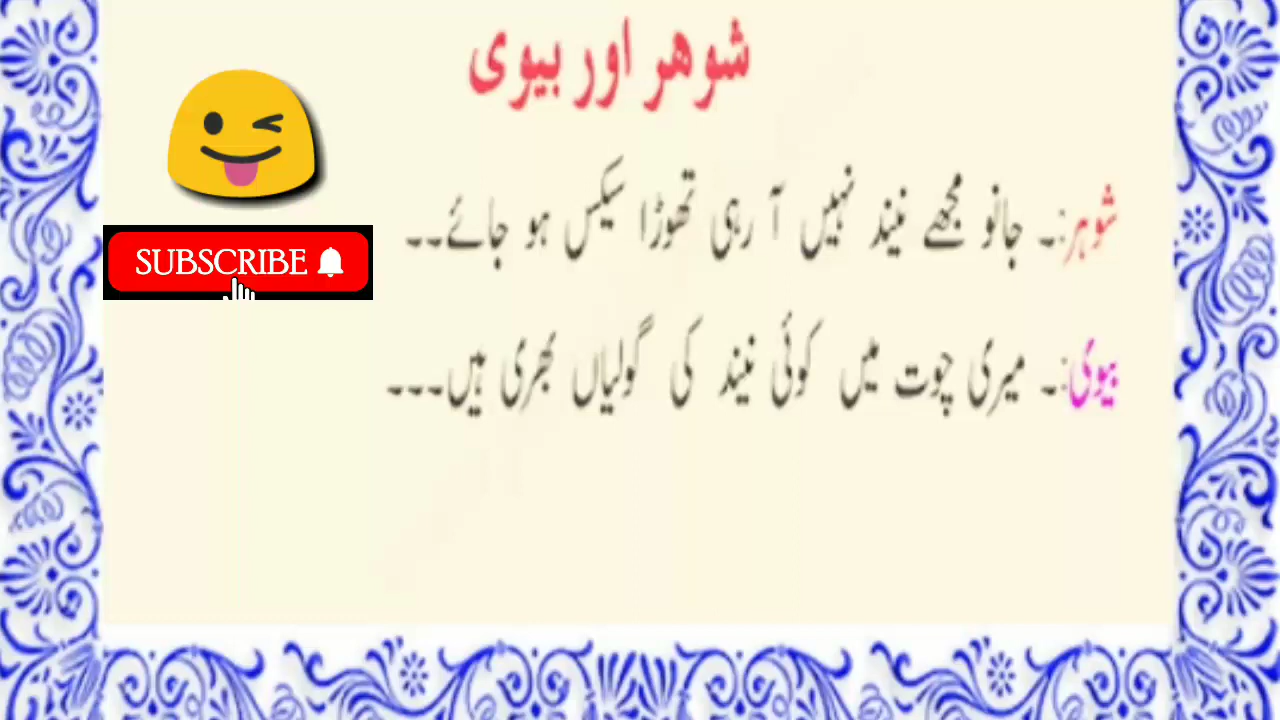 شوهر اور بیوی
شوہر:۔ جانو مجھے نیند نہیں آ رہی تھوڑا سیکس ہو جائے۔۔
SUBSCRIBE
بیوی:۔ میری چوت میں کوئی نیند کی گولیاں بھری ہیں۔۔۔